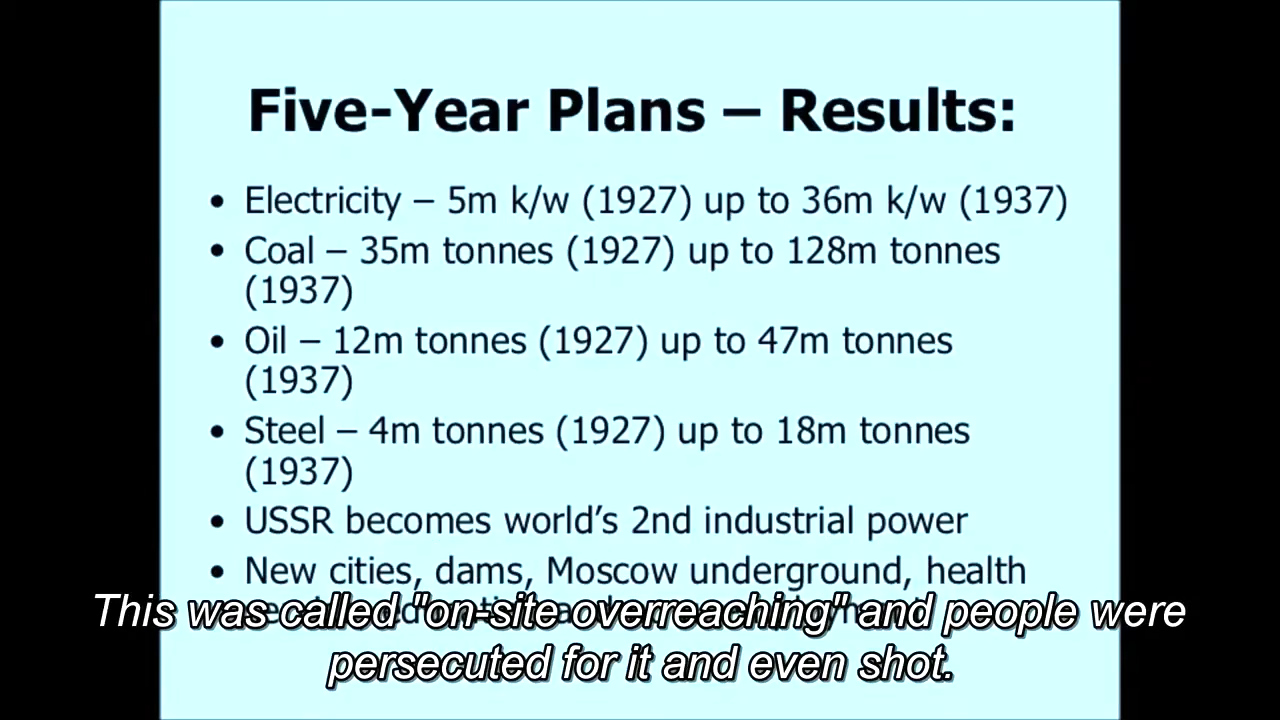 Five-Year Plans – Results:
• Electricity – 5m k/w (1927) up to 36m k/w (1937)
• Coal – 35m tonnes (1927) up to 128m tonnes
(1937)
• Oil – 12m tonnes (1927) up to 47m tonnes
(1937)
• Steel – 4m tonnes (1927) up to 18m tonnes
(1937)
• USSR becomes world’s 2nd industrial power
• New cities, dams, Moscow underground, health
This was called "on-site overreaching" and people were
persecuted for it and even shot.